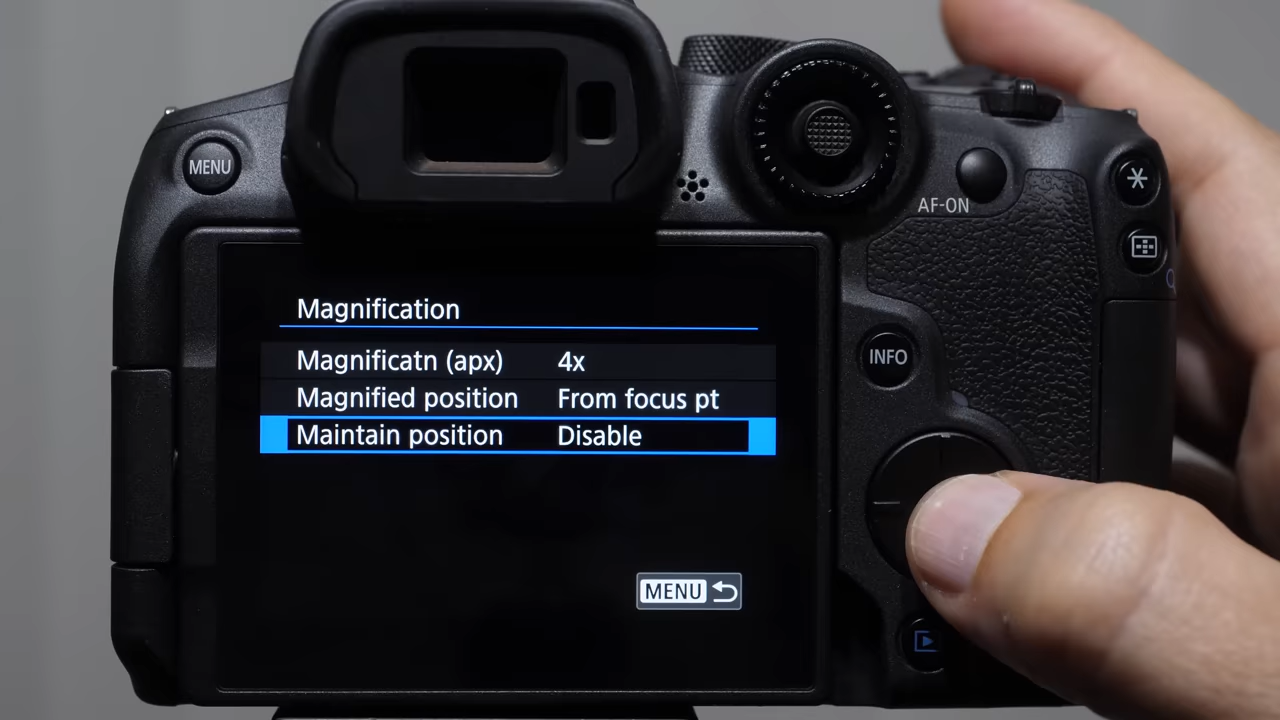 MENU
AF-ON
Magnification
Magnificatn (apx) 4x
Magnified position From focus pt
Maintain position Disable
INFO
MENU